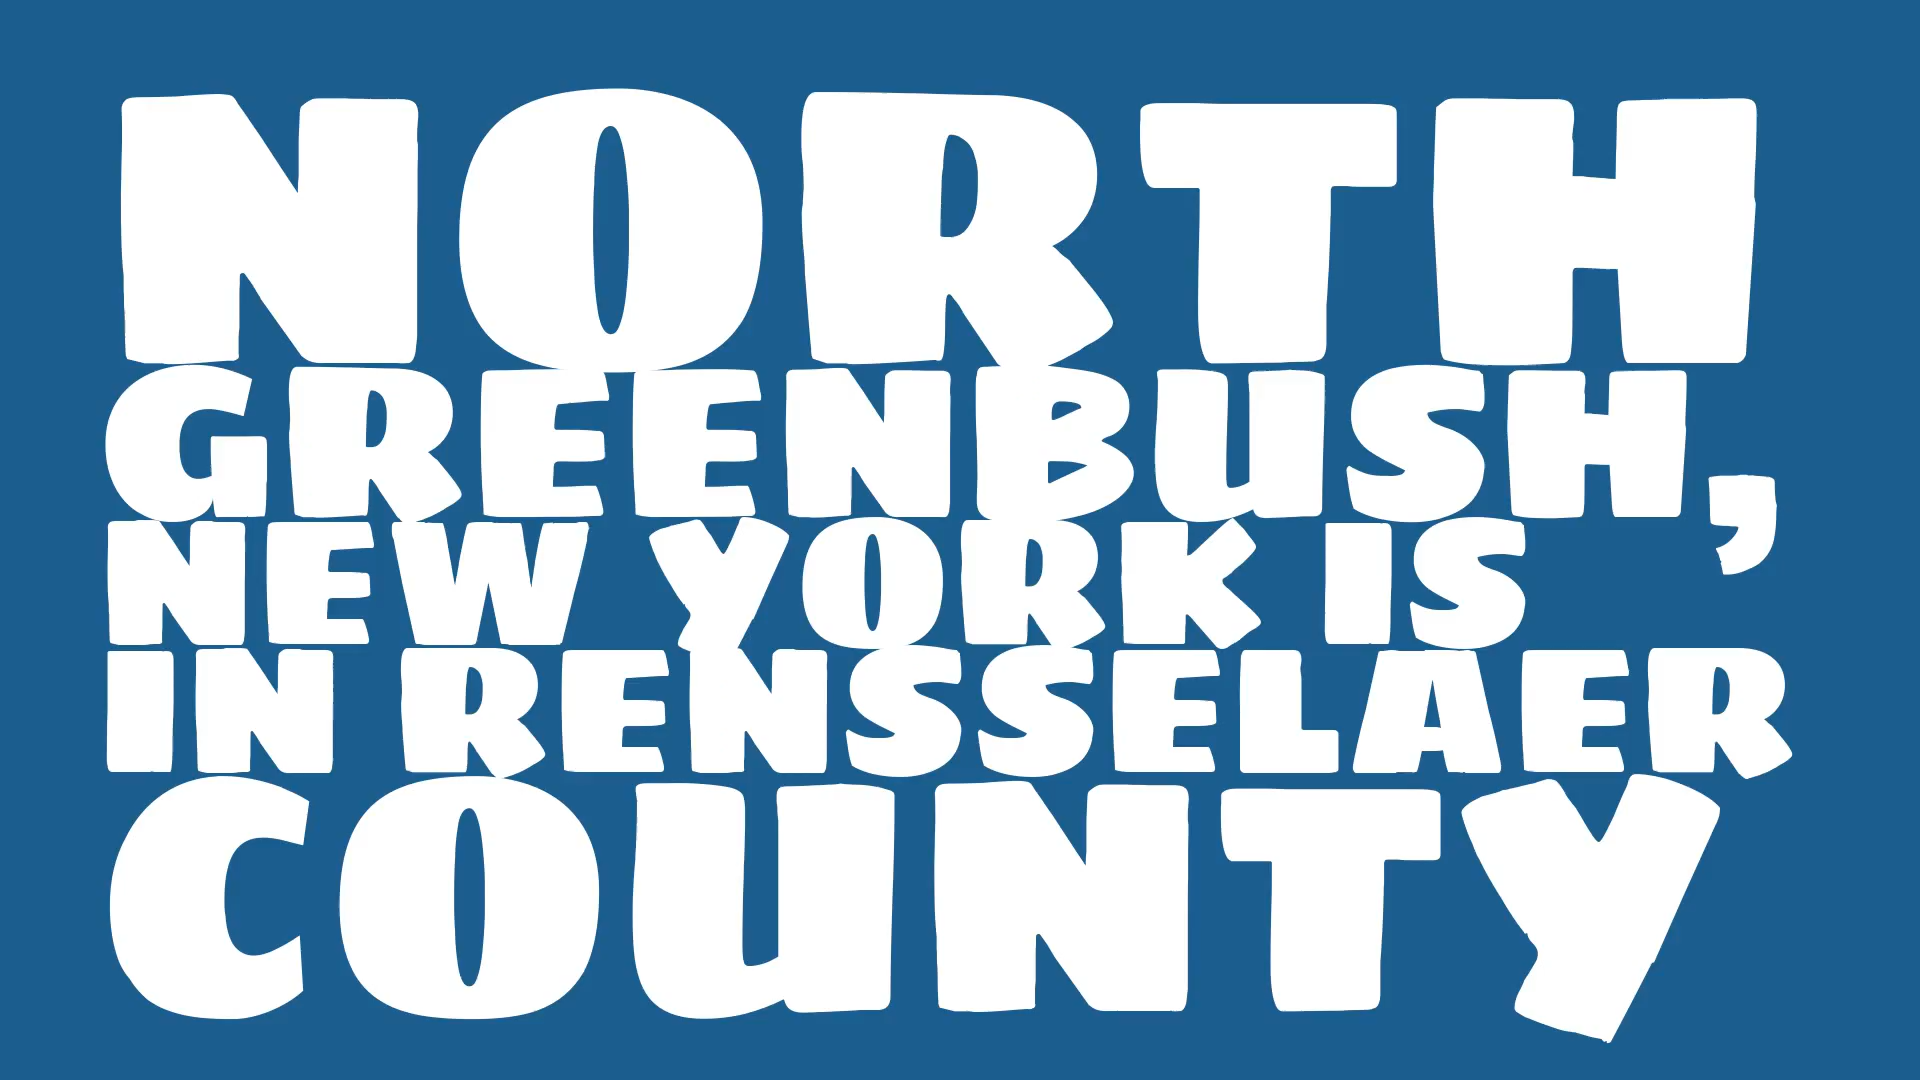 NORTH
GREENBUSH,
NEW YORK IS
IN RENSSELAER
COUNTY